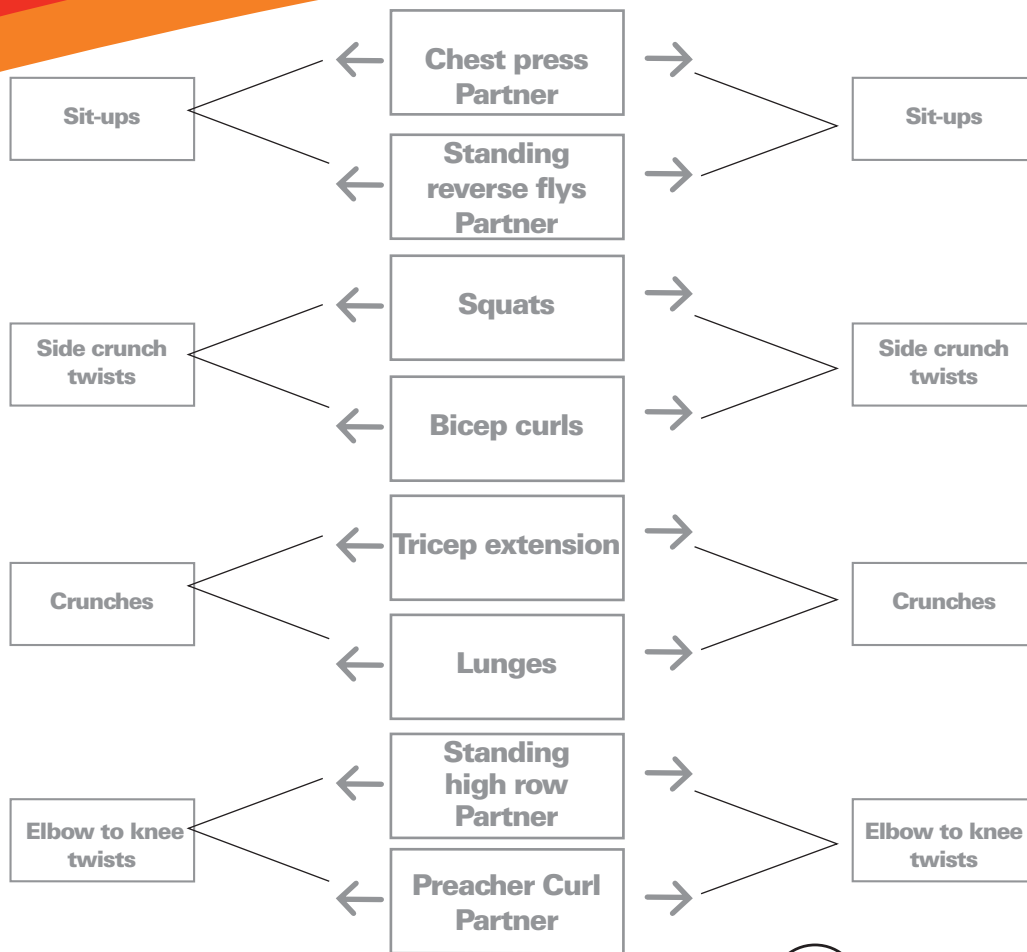 Chest press
Partner
Sit-ups
Sit-ups
Standing
reverse flys
Partner
Squats
Side crunch
twists
Side crunch
twists
Bicep curls
Tricep extension
Crunches
Crunches
Lunges
Standing
high row
Partner
Elbow to knee
twists
Elbow to knee
twists
Preacher Curl
Partner